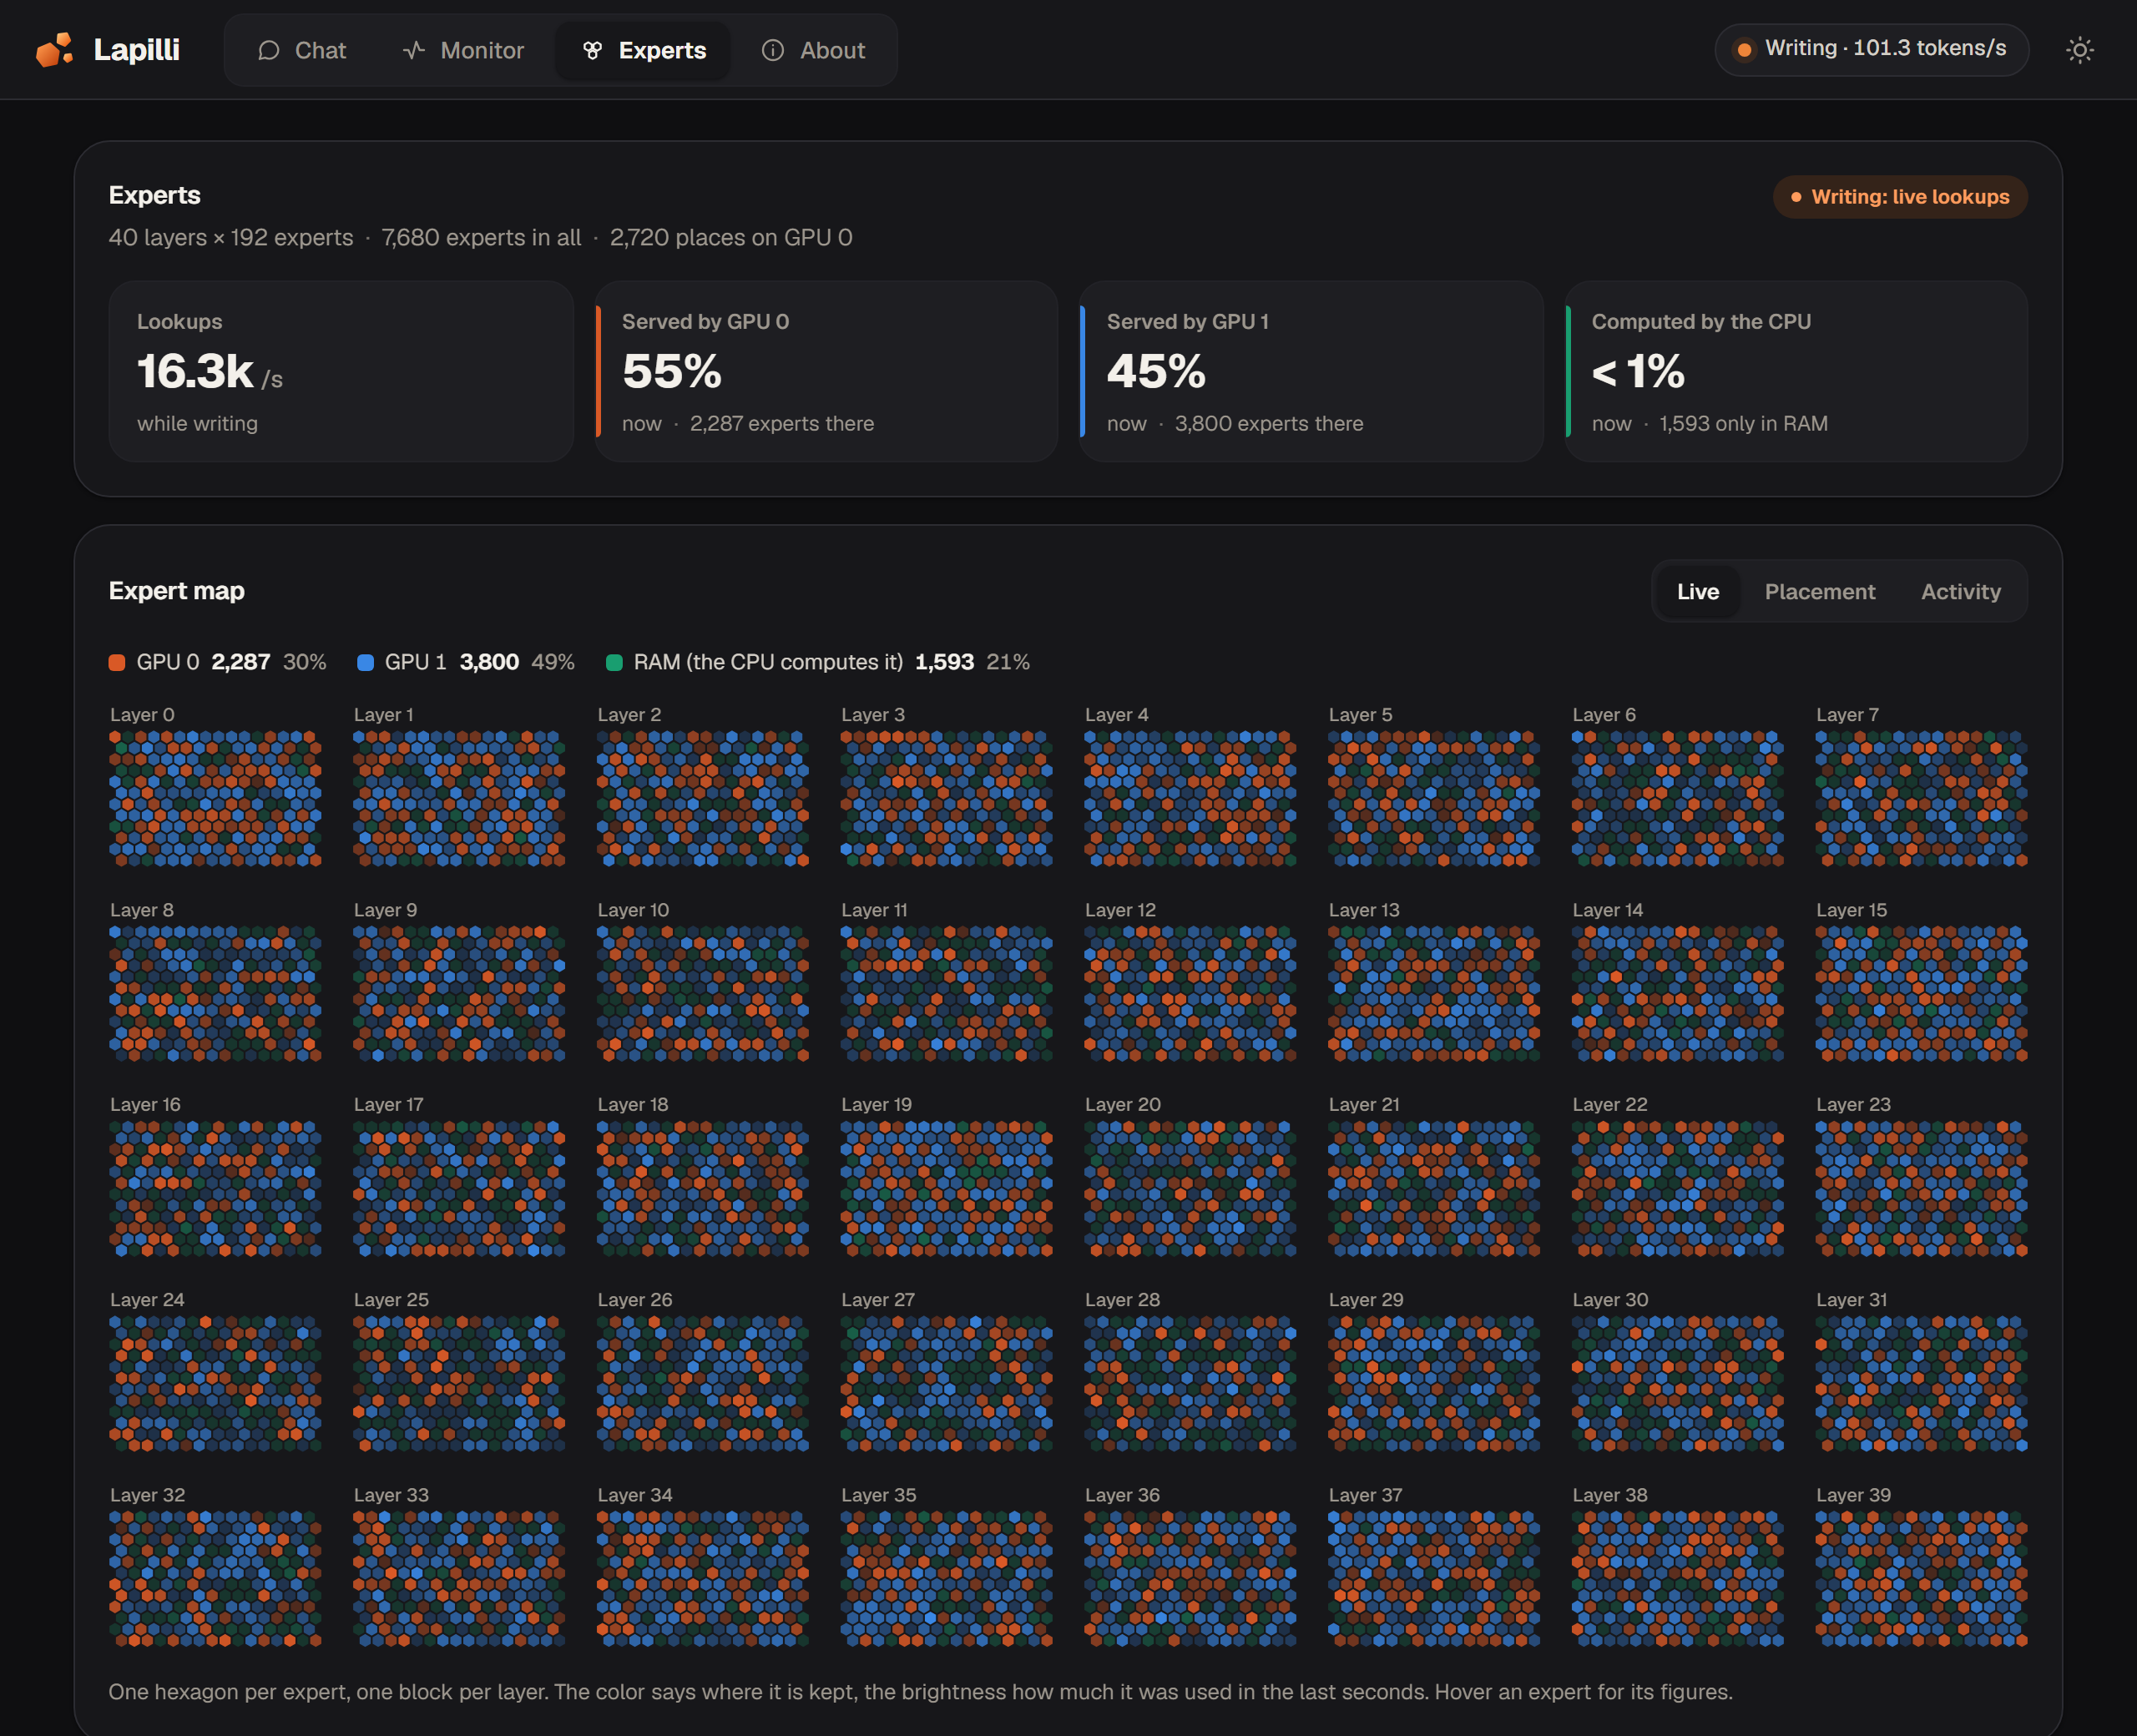 Lapilli
Chat
Monitor
Experts
About
Writing · 101.3 tokens/s
Experts
Writing: live lookups
40 layers × 192 experts · 7,680 experts in all · 2,720 places on GPU 0
Lookups
16.3k /s
while writing
Served by GPU 0
55%
now · 2,287 experts there
Served by GPU 1
45%
now · 3,800 experts there
Computed by the CPU
< 1%
now · 1,593 only in RAM
Expert map
Live
Placement
Activity
GPU 0 2,287 30%
GPU 1 3,800 49%
RAM (the CPU computes it) 1,593 21%
Layer 0
Layer 1
Layer 2
Layer 3
Layer 4
Layer 5
Layer 6
Layer 7
Layer 8
Layer 9
Layer 10
Layer 11
Layer 12
Layer 13
Layer 14
Layer 15
Layer 16
Layer 17
Layer 18
Layer 19
Layer 20
Layer 21
Layer 22
Layer 23
Layer 24
Layer 25
Layer 26
Layer 27
Layer 28
Layer 29
Layer 30
Layer 31
Layer 32
Layer 33
Layer 34
Layer 35
Layer 36
Layer 37
Layer 38
Layer 39
One hexagon per expert, one block per layer. The color says where it is kept, the brightness how much it was used in the last seconds. Hover an expert for its figures.